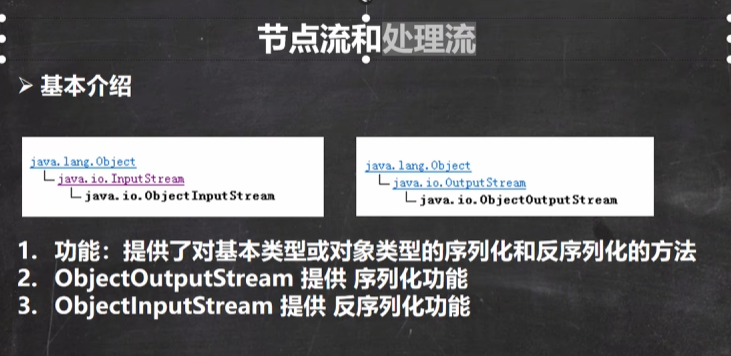 节点流和处理流
➢ 基本介绍
java.lang.Object
java.io.InputStream
java.io.ObjectInputStream
java.lang.Object
java.io.OutputStream
java.io.ObjectOutputStream
1. 功能：提供了对基本类型或对象类型的序列化和反序列化的方法
2. ObjectOutputStream 提供 序列化功能
3. ObjectInputStream 提供 反序列化功能